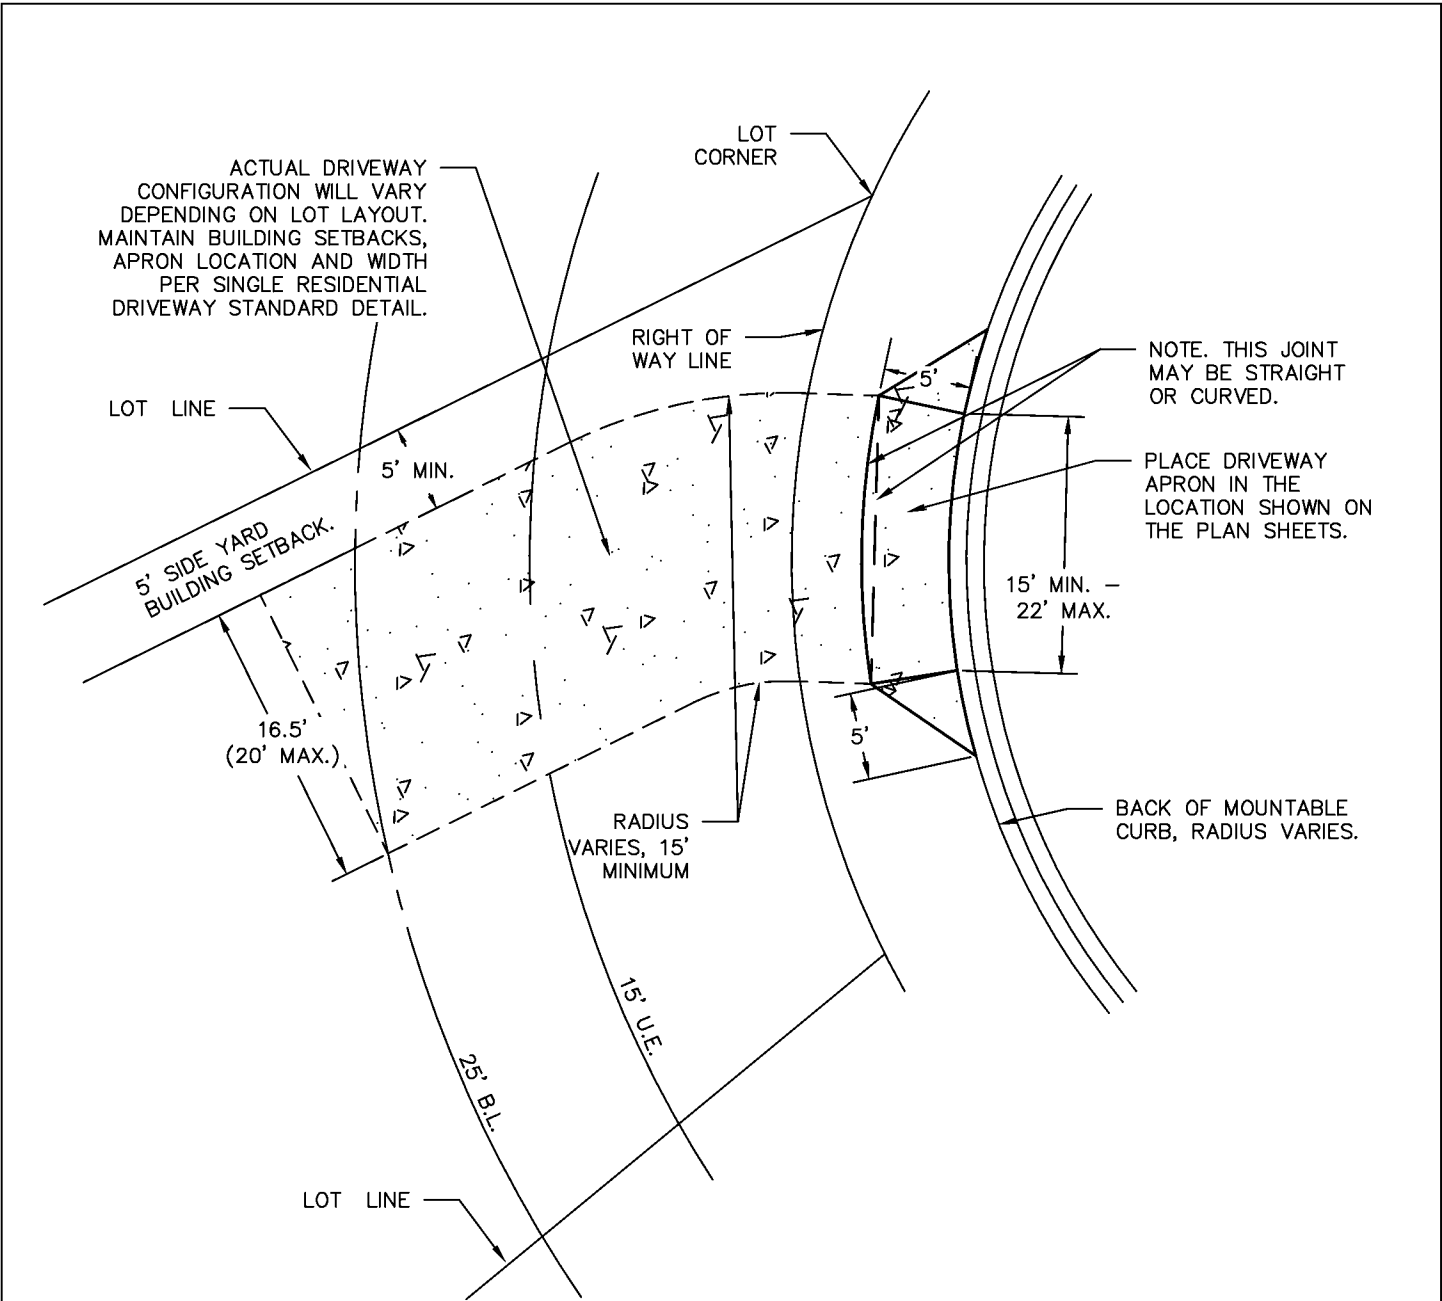 LOT
CORNER
ACTUAL DRIVEWAY
CONFIGURATION WILL VARY
DEPENDING ON LOT LAYOUT.
MAINTAIN BUILDING SETBACKS,
APRON LOCATION AND WIDTH
PER SINGLE RESIDENTIAL
DRIVEWAY STANDARD DETAIL.
RIGHT OF
WAY LINE
NOTE. THIS JOINT
MAY BE STRAIGHT
OR CURVED.
5'
LOT LINE
5' MIN.
PLACE DRIVEWAY
APRON IN THE
LOCATION SHOWN ON
THE PLAN SHEETS.
5' SIDE YARD
BUILDING SETBACK.
15' MIN. –
22' MAX.
16.5'
(20' MAX.)
5'
RADIUS
VARIES, 15'
MINIMUM
BACK OF MOUNTABLE
CURB, RADIUS VARIES.
15' U.E.
25' B.L.
LOT LINE